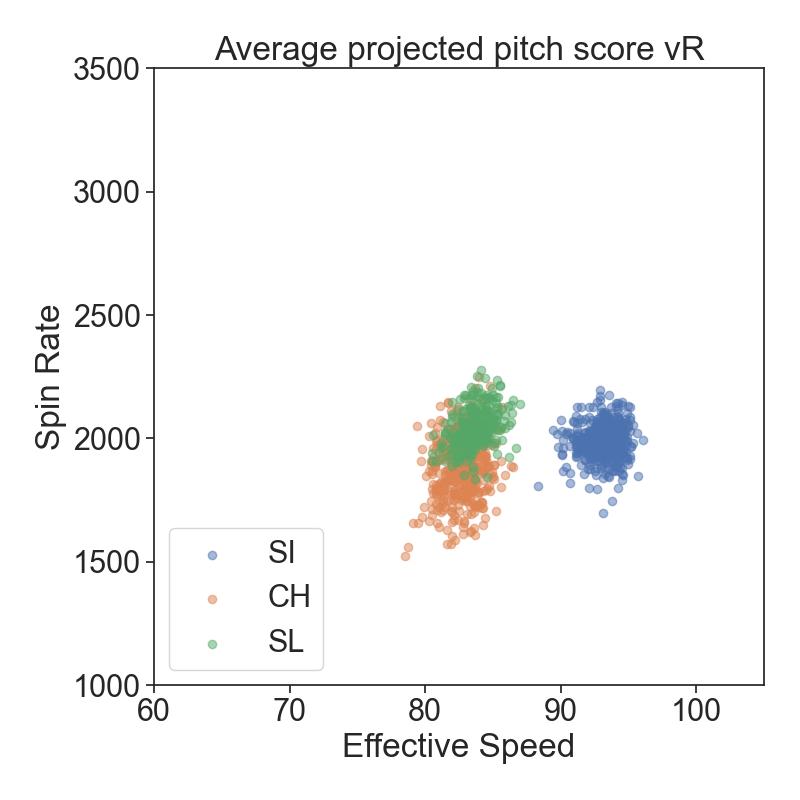 Average projected pitch score vR
3500
3000
2500
2000
1500
1000
Spin Rate
SI
CH
SL
60 70 80 90 100
Effective Speed